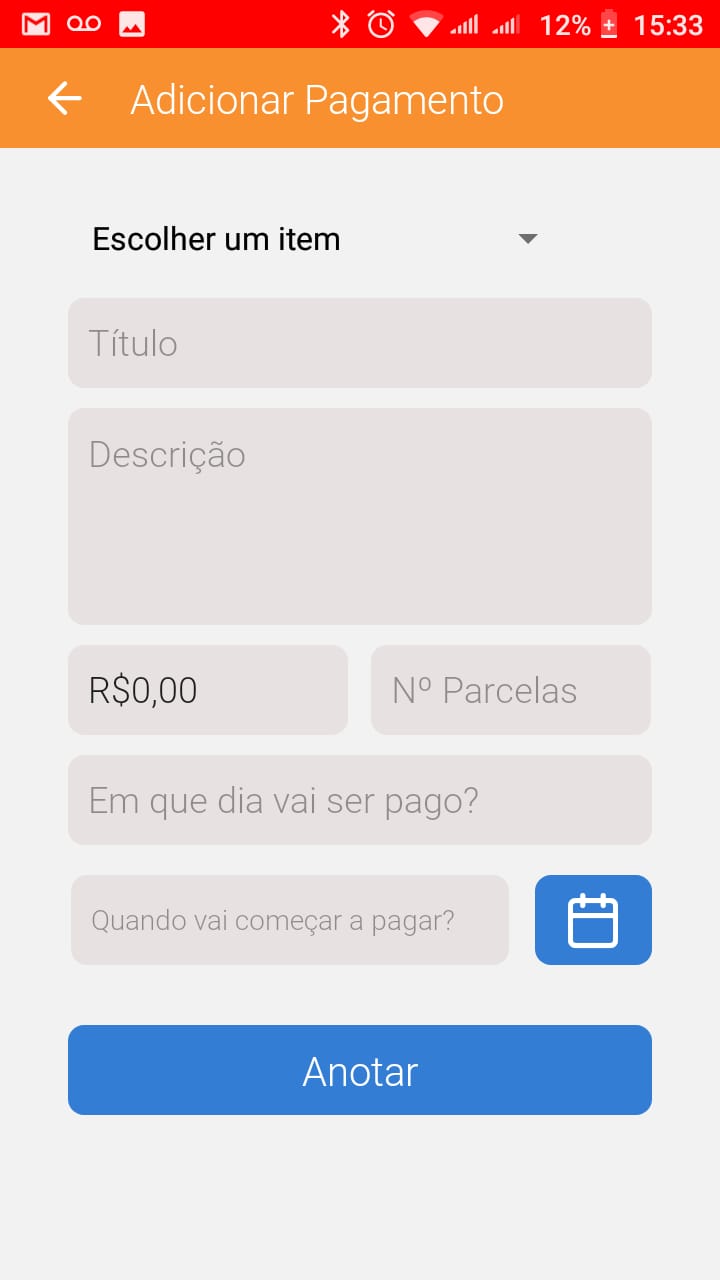 12% 15:33
Adicionar Pagamento
Escolher um item
Título
Descrição
R$0,00
Nº Parcelas
Em que dia vai ser pago?
Quando vai começar a pagar?
Anotar